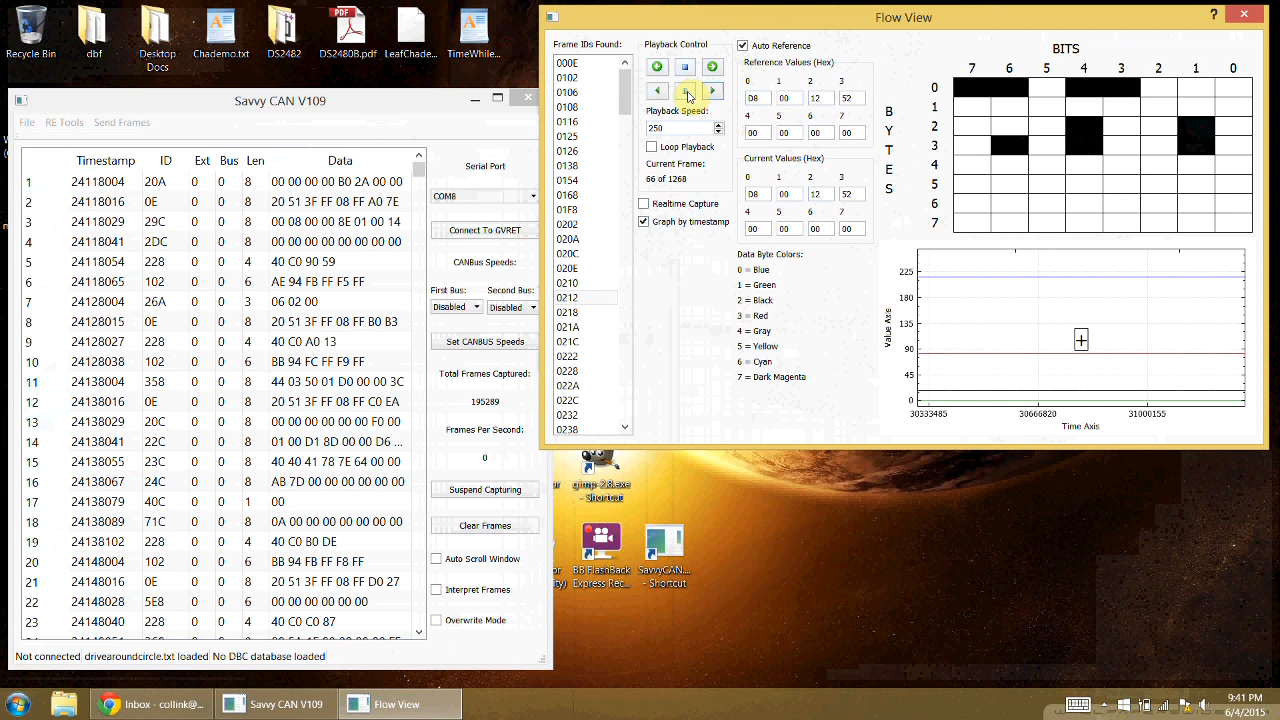 Recycle Bin
dbf
Desktop Docs
Chademo.txt
DS2482
DS2480B.pdf
LeafChade...
TimeWhile...
PDF
Savvy CAN V109
File RE Tools Send Frames
Timestamp ID Ext Bus Len Data
1 24118004 20A 0 0 8 00 00 00 00 B0 2A 00 00
2 24118016 0E 0 0 8 20 51 3F FF 08 FF A0 7E
3 24118029 29C 0 0 8 00 08 00 00 8E 01 00 14
4 24118041 2DC 0 0 8 00 00 00 00 00 00 00 00
5 24118054 228 0 0 4 40 C0 90 59
6 24118065 102 0 0 6 AE 94 FB FF F5 FF
7 24128004 26A 0 0 3 06 02 00
8 24128015 0E 0 0 8 20 51 3F FF 08 FF B0 B3
9 24128027 228 0 0 4 40 C0 A0 13
10 24128038 102 0 0 6 BB 94 FC FF F9 FF
11 24138004 358 0 0 8 44 03 50 01 D0 00 00 3C
12 24138016 0E 0 0 8 20 51 3F FF 08 FF C0 EA
13 24138029 20C 0 0 8 00 00 00 00 00 00 F0 00
14 24138041 22C 0 0 8 01 00 D1 8D 00 00 D6 ...
15 24138055 23C 0 0 8 40 40 41 78 7E 64 00 00
16 24138067 24C 0 0 8 AB 7D 00 00 00 00 00 00
17 24138079 40C 0 0 1 00
18 24138089 71C 0 0 8 0A 00 00 00 00 00 00 00
19 24138102 228 0 0 4 40 C0 B0 DE
20 24148004 102 0 0 6 BB 94 FB FF F8 FF
21 24148016 0E 0 0 8 20 51 3F FF 08 FF D0 27
22 24148028 5E8 0 0 6 00 00 00 00 00 00
23 24148040 228 0 0 4 40 C0 C0 87
Serial Port
COM8
Connect To GVRET
CANBus Speeds:
First Bus: Second Bus:
Disabled Disabled
Set CANBUS Speeds
Total Frames Captured:
195289
Frames Per Second:
0
Suspend Capturing
Clear Frames
Auto Scroll Window
Interpret Frames
Overwrite Mode
Not connected drivearoundcircle.txt loaded No DBC database loaded
Flow View
?
Frame IDs Found:
000E
0102
0106
0108
0116
0125
0126
0138
0154
0168
01F8
0202
020A
020C
020E
0210
0212
0218
021A
021C
0222
0228
022A
022C
0232
0238
Playback Control
Playback Speed:
250
Loop Playback
Current Frame:
66 of 1268
Realtime Capture
Graph by timestamp
Auto Reference
Reference Values (Hex)
0 1 2 3
D8 00 12 52
4 5 6 7
00 00 00 00
Current Values (Hex)
0 1 2 3
D8 00 12 52
4 5 6 7
00 00 00 00
Data Byte Colors:
0 = Blue
1 = Green
2 = Black
3 = Red
4 = Gray
5 = Yellow
6 = Cyan
7 = Dark Magenta
BITS
7 6 5 4 3 2 1 0
BYTES
0
1
2
3
4
5
6
7
Value Axis
225
180
135
90
45
0
30333485 30666820 31000155
Time Axis
gimp-2.8.exe - Shortcut
BB FlashBack Express Rec...
SavvyCAN.... - Shortcut
Inbox - collink@...
Savvy CAN V109
Flow View
9:41 PM
6/4/2015